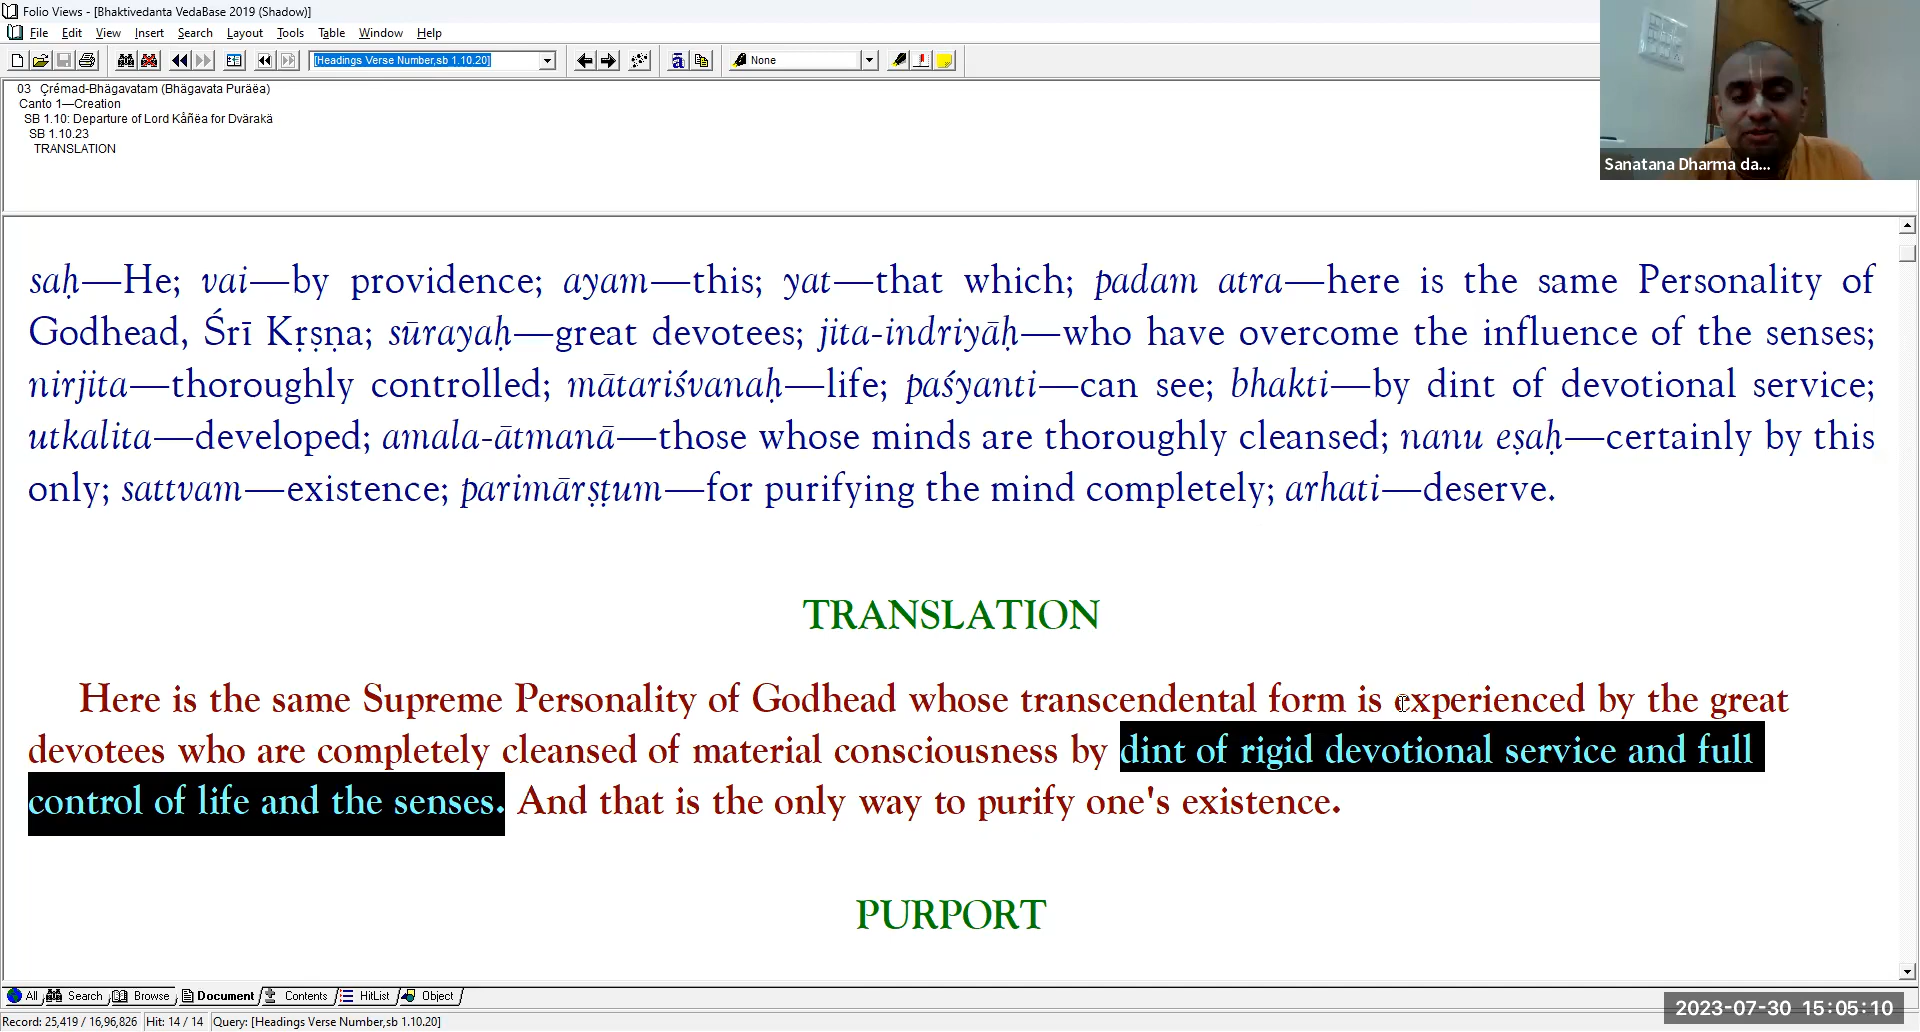 Folio Views - [Bhaktivedanta VedaBase 2019 (Shadow)]
File Edit View Insert Search Layout Tools Table Window Help
[Headings Verse Number,sb 1.10.20] None
03 Çrémad-Bhägavatam (Bhägavata Puräëa)
Canto 1—Creation
SB 1.10: Departure of Lord Kåñëa for Dvärakä
SB 1.10.23
TRANSLATION
Sanatana Dharma da...
saḥ—He; vai—by providence; ayam—this; yat—that which; padam atra—here is the same Personality of
Godhead, Śrī Kṛṣṇa; sūrayaḥ—great devotees; jita-indriyāḥ—who have overcome the influence of the senses;
nirjita—thoroughly controlled; mātariśvanaḥ—life; paśyanti—can see; bhakti—by dint of devotional service;
utkalita—developed; amala-ātmanā—those whose minds are thoroughly cleansed; nanu eṣaḥ—certainly by this
only; sattvam—existence; parimārṣṭum—for purifying the mind completely; arhati—deserve.
TRANSLATION
Here is the same Supreme Personality of Godhead whose transcendental form is experienced by the great
devotees who are completely cleansed of material consciousness by dint of rigid devotional service and full
control of life and the senses. And that is the only way to purify one's existence.
PURPORT
All Search Browse Document Contents HitList Object
Record: 25,419 / 16,96,826 Hit: 14 / 14 Query: [Headings Verse Number,sb 1.10.20]
2023-07-30 15:05:10